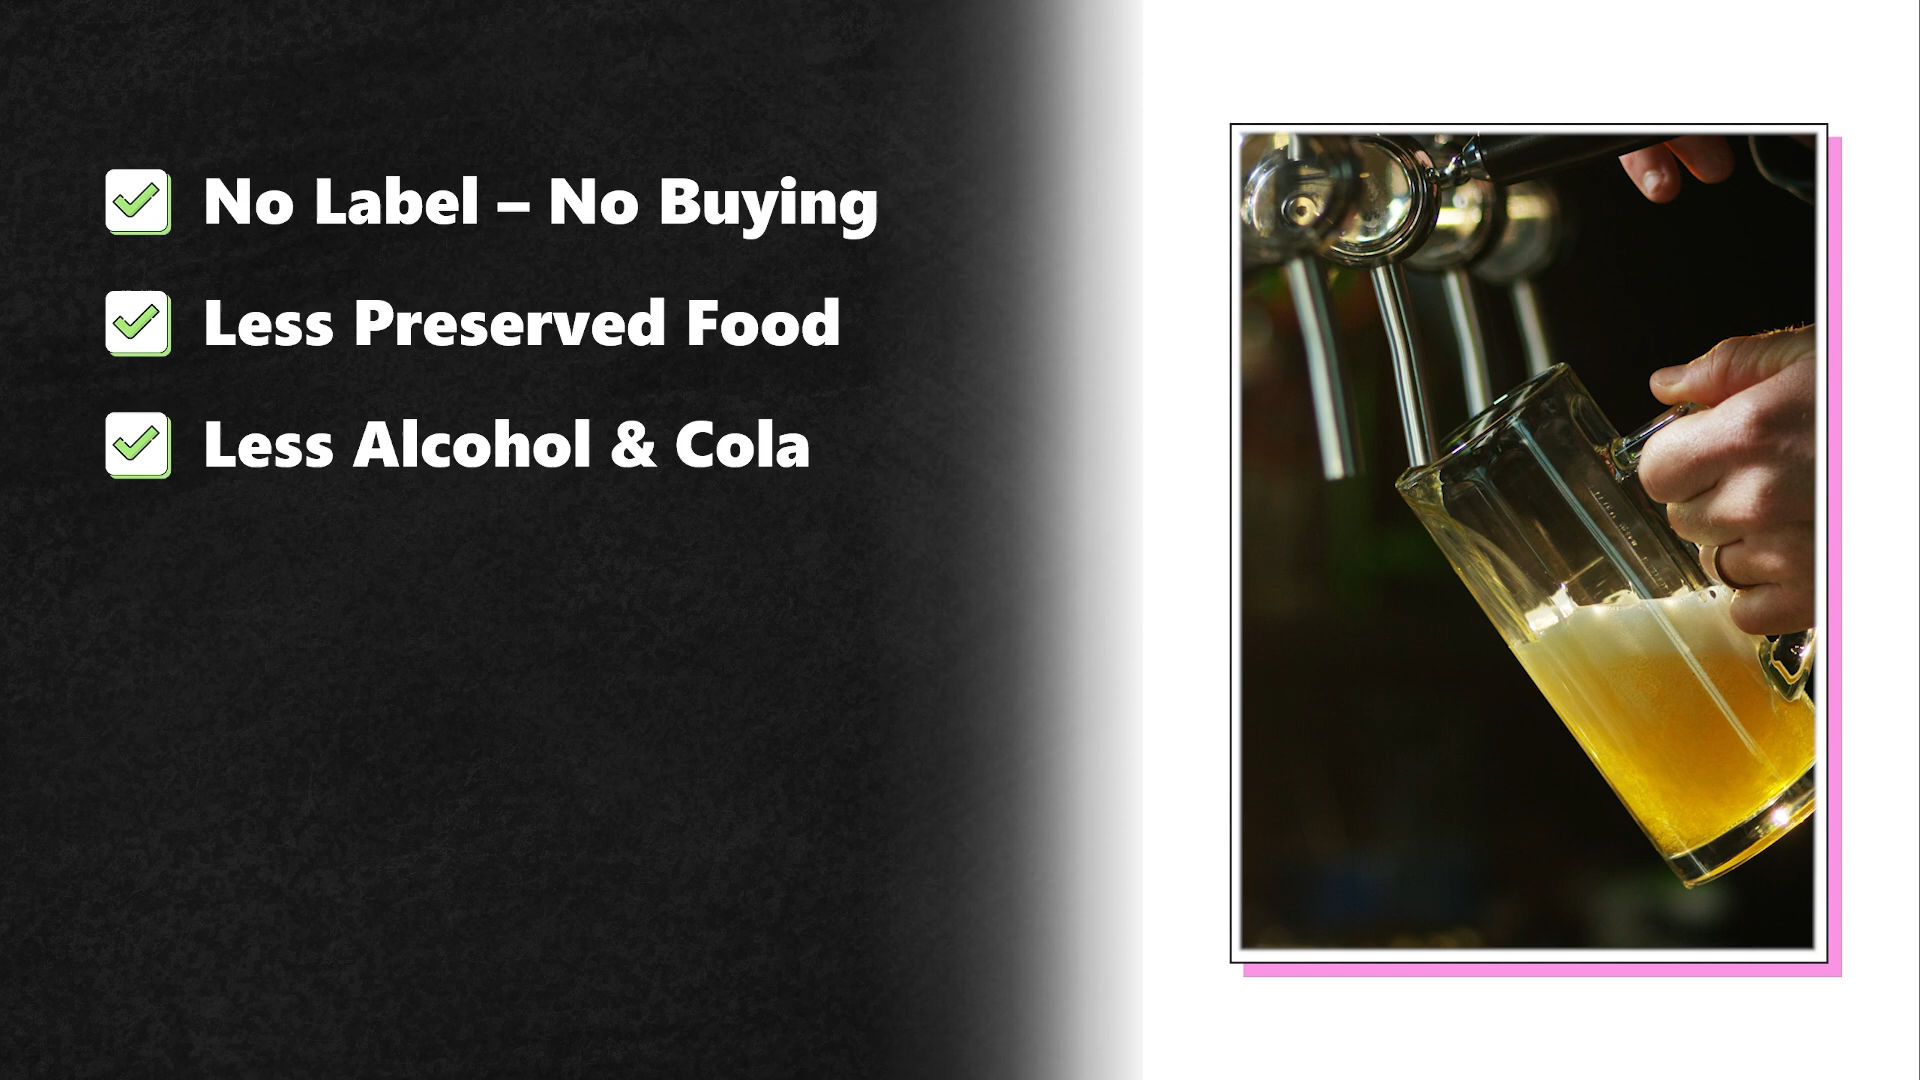 No Label – No Buying
Less Preserved Food
Less Alcohol & Cola